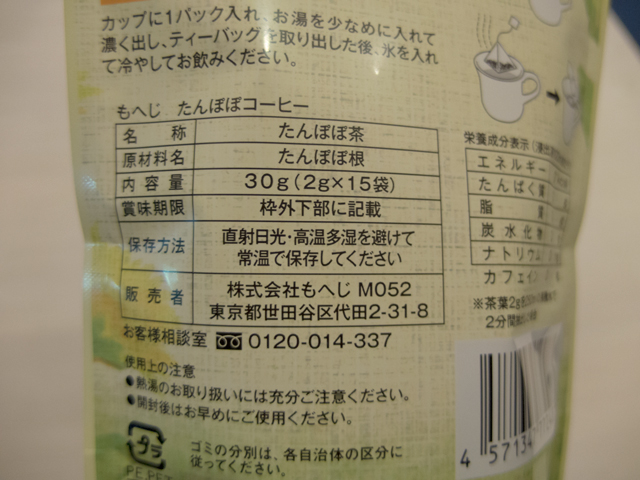 カップに1パック入れ、お湯を少なめに入れて
濃く出し、ティーバッグを取り出した後、氷を入れ
て冷やしてお飲みください。
もへじ たんぽぽコーヒー
名称 たんぽぽ茶
原材料名 たんぽぽ根
内容量 30g(2g×15袋)
賞味期限 枠外下部に記載
保存方法 直射日光・高温多湿を避けて
常温で保存してください
販売者 株式会社もへじ M052
東京都世田谷区代田2-31-8
お客様相談室 0120-014-337
使用上の注意
●熱湯のお取り扱いには充分ご注意ください。
●開封後はお早めにご使用ください。
プラ
PE,PET
ゴミの分別は、各自治体の区分に
従ってください。
栄養成分表示
エネルギー
たんぱく質
脂質
炭水化物
ナトリウム
カフェイン
※茶葉2gを
2分間
4 57134